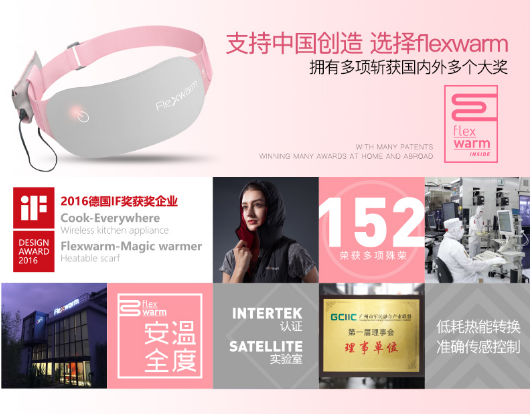 支持中国创造 选择flexwarm
拥有多项斩获国内外多个大奖
Flexwarm
flex
warm
INSIDE
WITH MANY PATENTS
WINNING MANY AWARDS AT HOME AND ABROAD
iF
DESIGN
AWARD
2016
2016德国IF奖获奖企业
Cook-Everywhere
Wireless kitchen appliance
Flexwarm-Magic warmer
Heatable scarf
152
荣获多项殊荣
Flexwarm
flex
warm
安温
全度
INTERTEK
认证
SATELLITE
实验室
GCIIC
第一届理事会
理事单位
低耗热能转换
准确传感控制